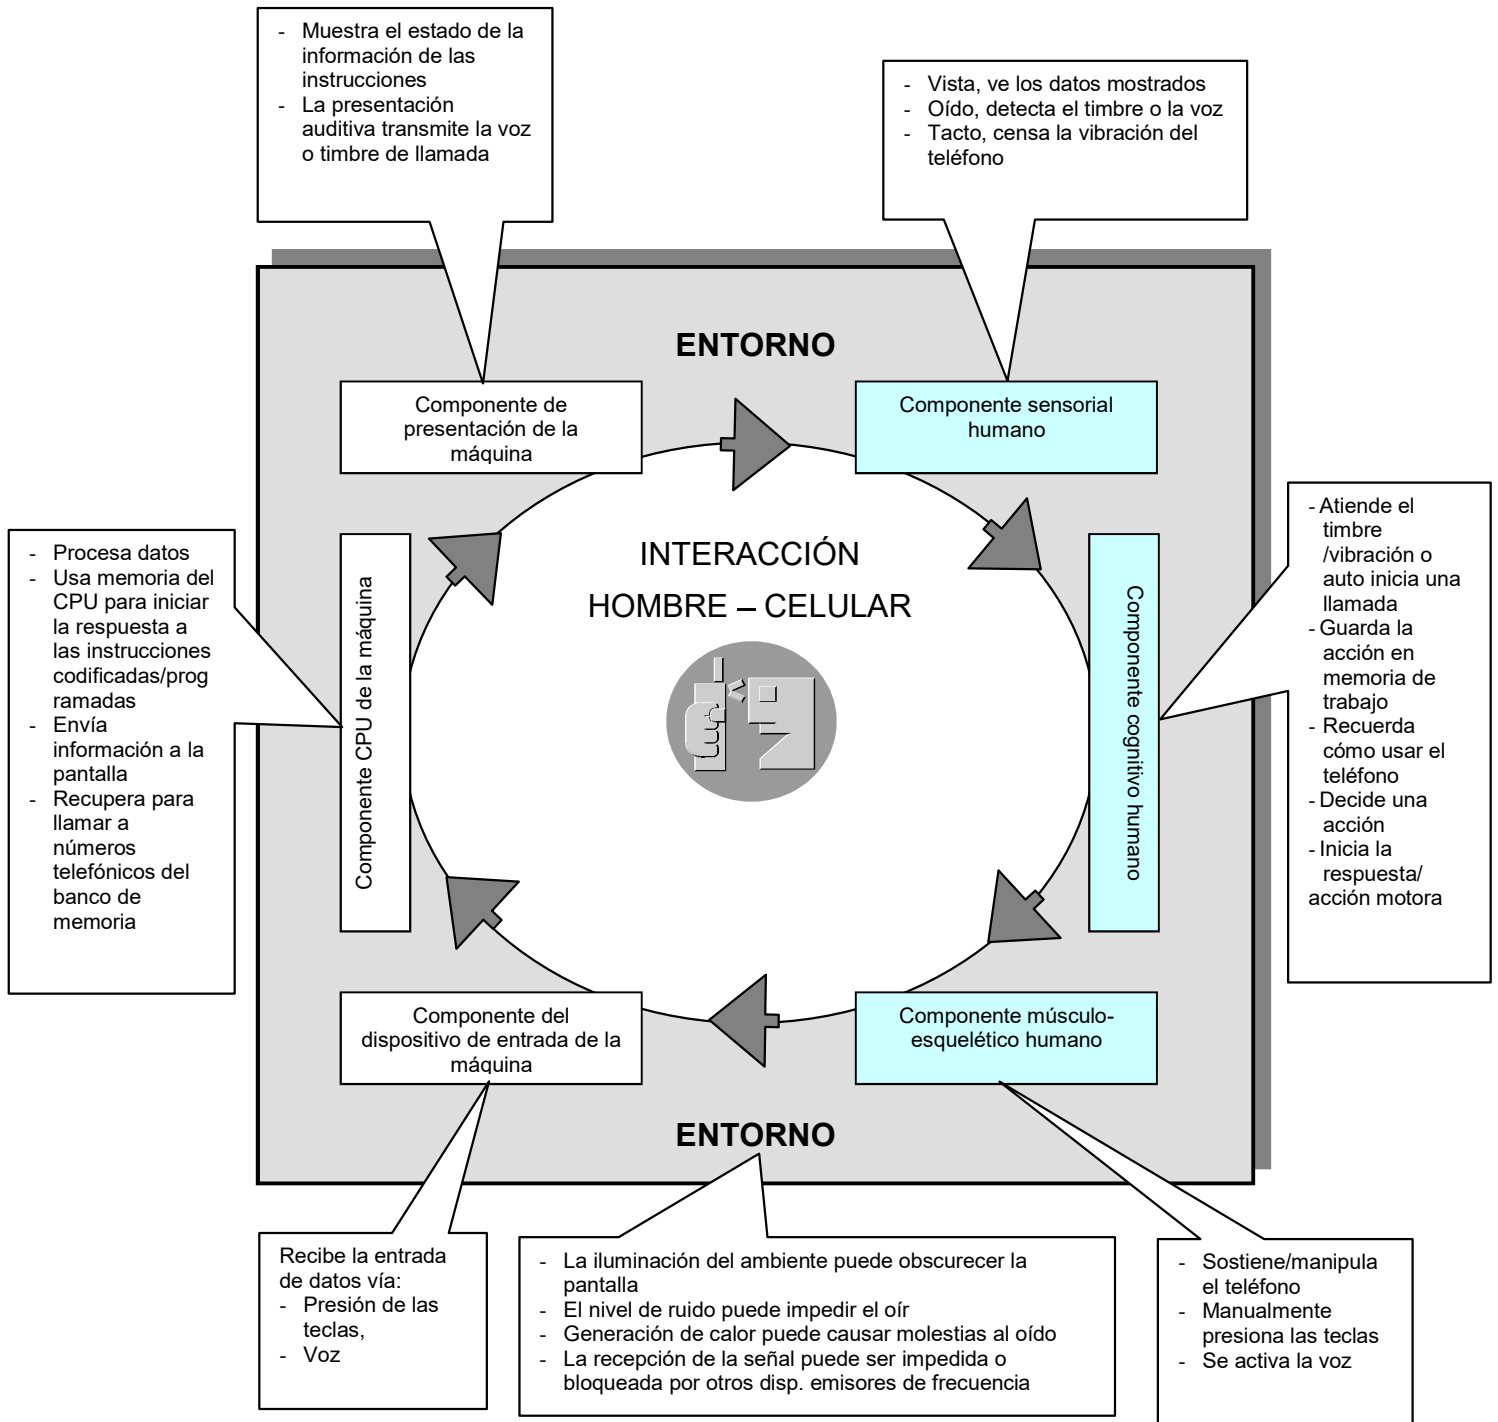 - Muestra el estado de la
información de las
instrucciones
- La presentación
auditiva transmite la voz
o timbre de llamada
- Vista, ve los datos mostrados
- Oído, detecta el timbre o la voz
- Tacto, censa la vibración del
teléfono
ENTORNO
Componente de
presentación de la
máquina
Componente sensorial
humano
- Procesa datos
- Usa memoria del
CPU para iniciar
la respuesta a
las instrucciones
codificadas/prog
ramadas
- Envía
información a la
pantalla
- Recupera para
llamar a
números
telefónicos del
banco de
memoria
Componente CPU de la máquina
INTERACCIÓN
HOMBRE – CELULAR
Componente cognitivo humano
- Atiende el
timbre
/vibración o
auto inicia una
llamada
- Guarda la
acción en
memoria de
trabajo
- Recuerda
cómo usar el
teléfono
- Decide una
acción
- Inicia la
respuesta/
acción motora
Componente del
dispositivo de entrada de la
máquina
Componente músculo-
esquelético humano
ENTORNO
Recibe la entrada
de datos vía:
- Presión de las
teclas,
- Voz
- La iluminación del ambiente puede obscurecer la
pantalla
- El nivel de ruido puede impedir el oír
- Generación de calor puede causar molestias al oído
- La recepción de la señal puede ser impedida o
bloqueada por otros disp. emisores de frecuencia
- Sostiene/manipula
el teléfono
- Manualmente
presiona las teclas
- Se activa la voz